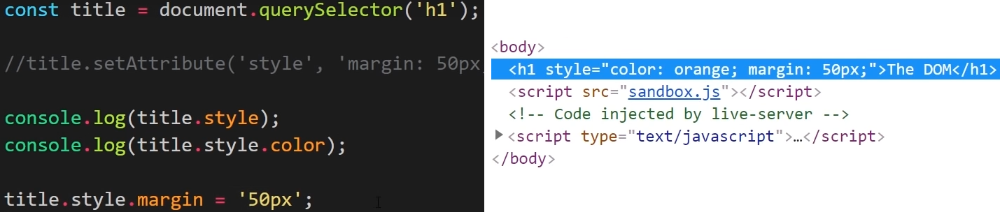 const title = document.querySelector('h1');
//title.setAttribute('style', 'margin: 50px
console.log(title.style);
console.log(title.style.color);
title.style.margin = '50px';
<body>
<h1 style="color: orange; margin: 50px;">The DOM</h1>
<script src="sandbox.js"></script>
<!-- Code injected by live-server -->
<script type="text/javascript">…</script>
</body>